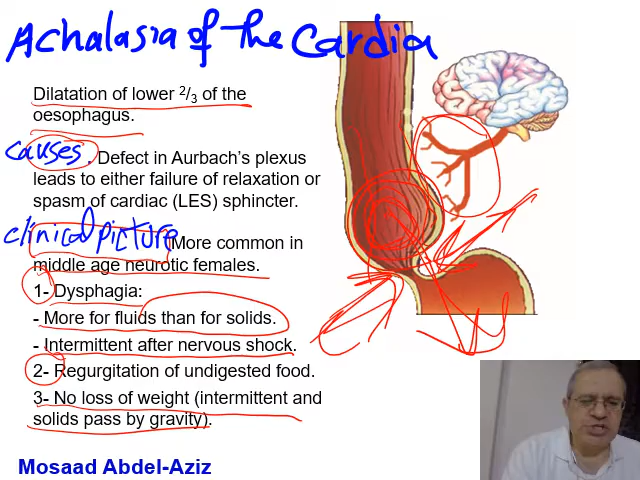 Achalasia of the Cardia
Dilatation of lower 2/3 of the
oesophagus.
causes. Defect in Aurbach's plexus
leads to either failure of relaxation or
spasm of cardiac (LES) sphincter.
clinical picture More common in
middle age neurotic females.
1- Dysphagia:
- More for fluids than for solids.
- Intermittent after nervous shock.
2- Regurgitation of undigested food.
3- No loss of weight (intermittent and
solids pass by gravity).
Mosaad Abdel-Aziz